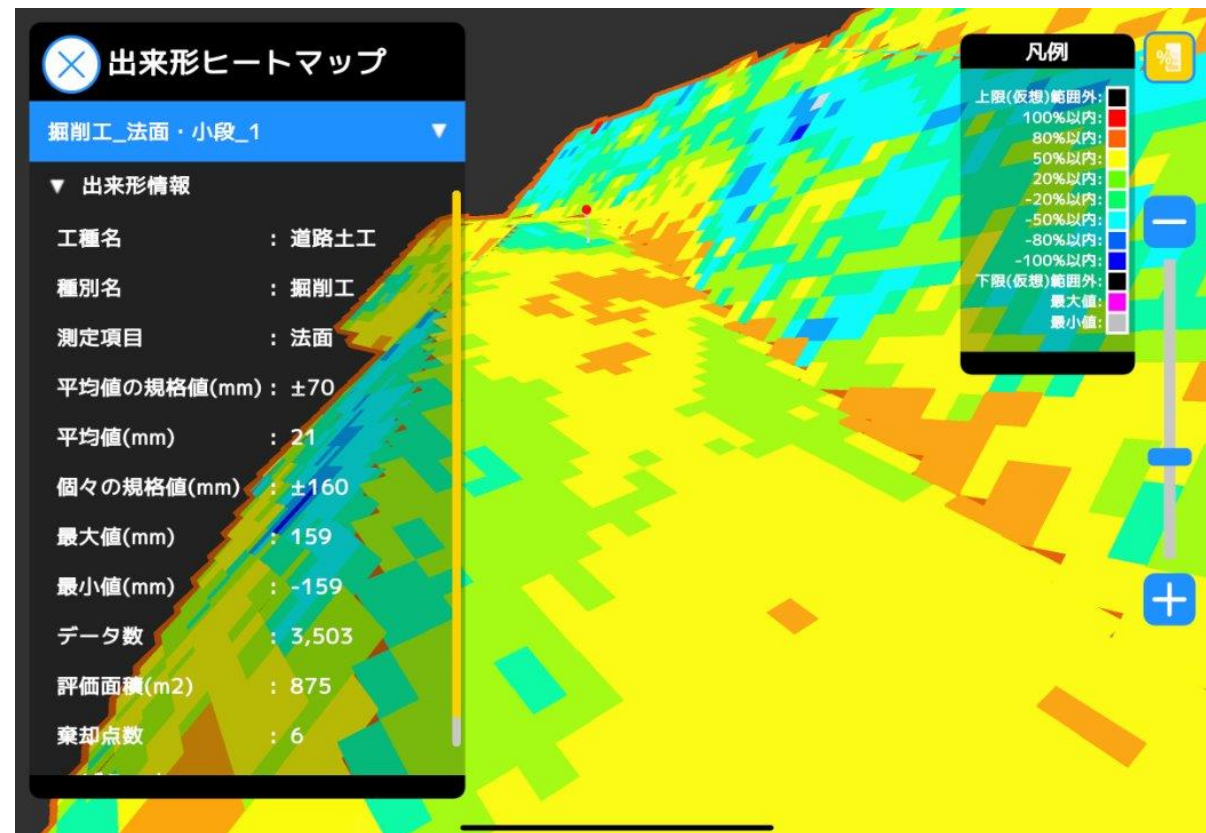 出来形ヒートマップ
掘削工_法面・小段_1 ▼
▼ 出来形情報
工種名 : 道路土工
種別名 : 掘削工
測定項目 : 法面
平均値の規格値(mm) : ±70
平均値(mm) : 21
個々の規格値(mm) : ±160
最大値(mm) : 159
最小値(mm) : -159
データ数 : 3,503
評価面積(m2) : 875
棄却点数 : 6
凡例
上限(仮想)範囲外:
100%以内:
80%以内:
50%以内:
20%以内:
-20%以内:
-50%以内:
-80%以内:
-100%以内:
下限(仮想)範囲外:
最大値:
最小値:
%